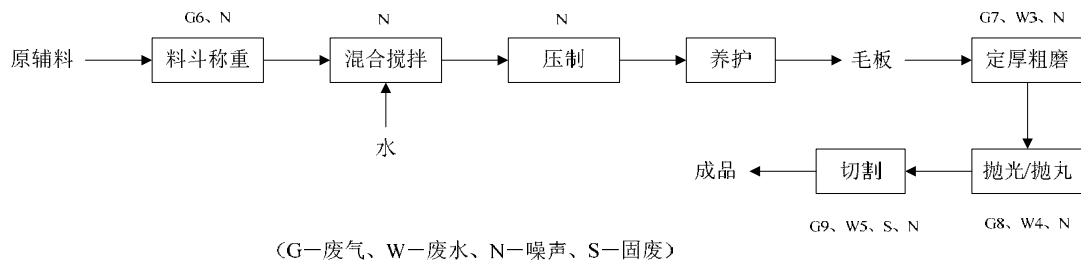 G6、N
N
N
G7、W3、N
原辅料
料斗称重
混合搅拌
压制
养护
毛板
定厚粗磨
水
成品
切割
抛光/抛丸
G9、W5、S、N
G8、W4、N
（G—废气、W—废水、N—噪声、S—固废）